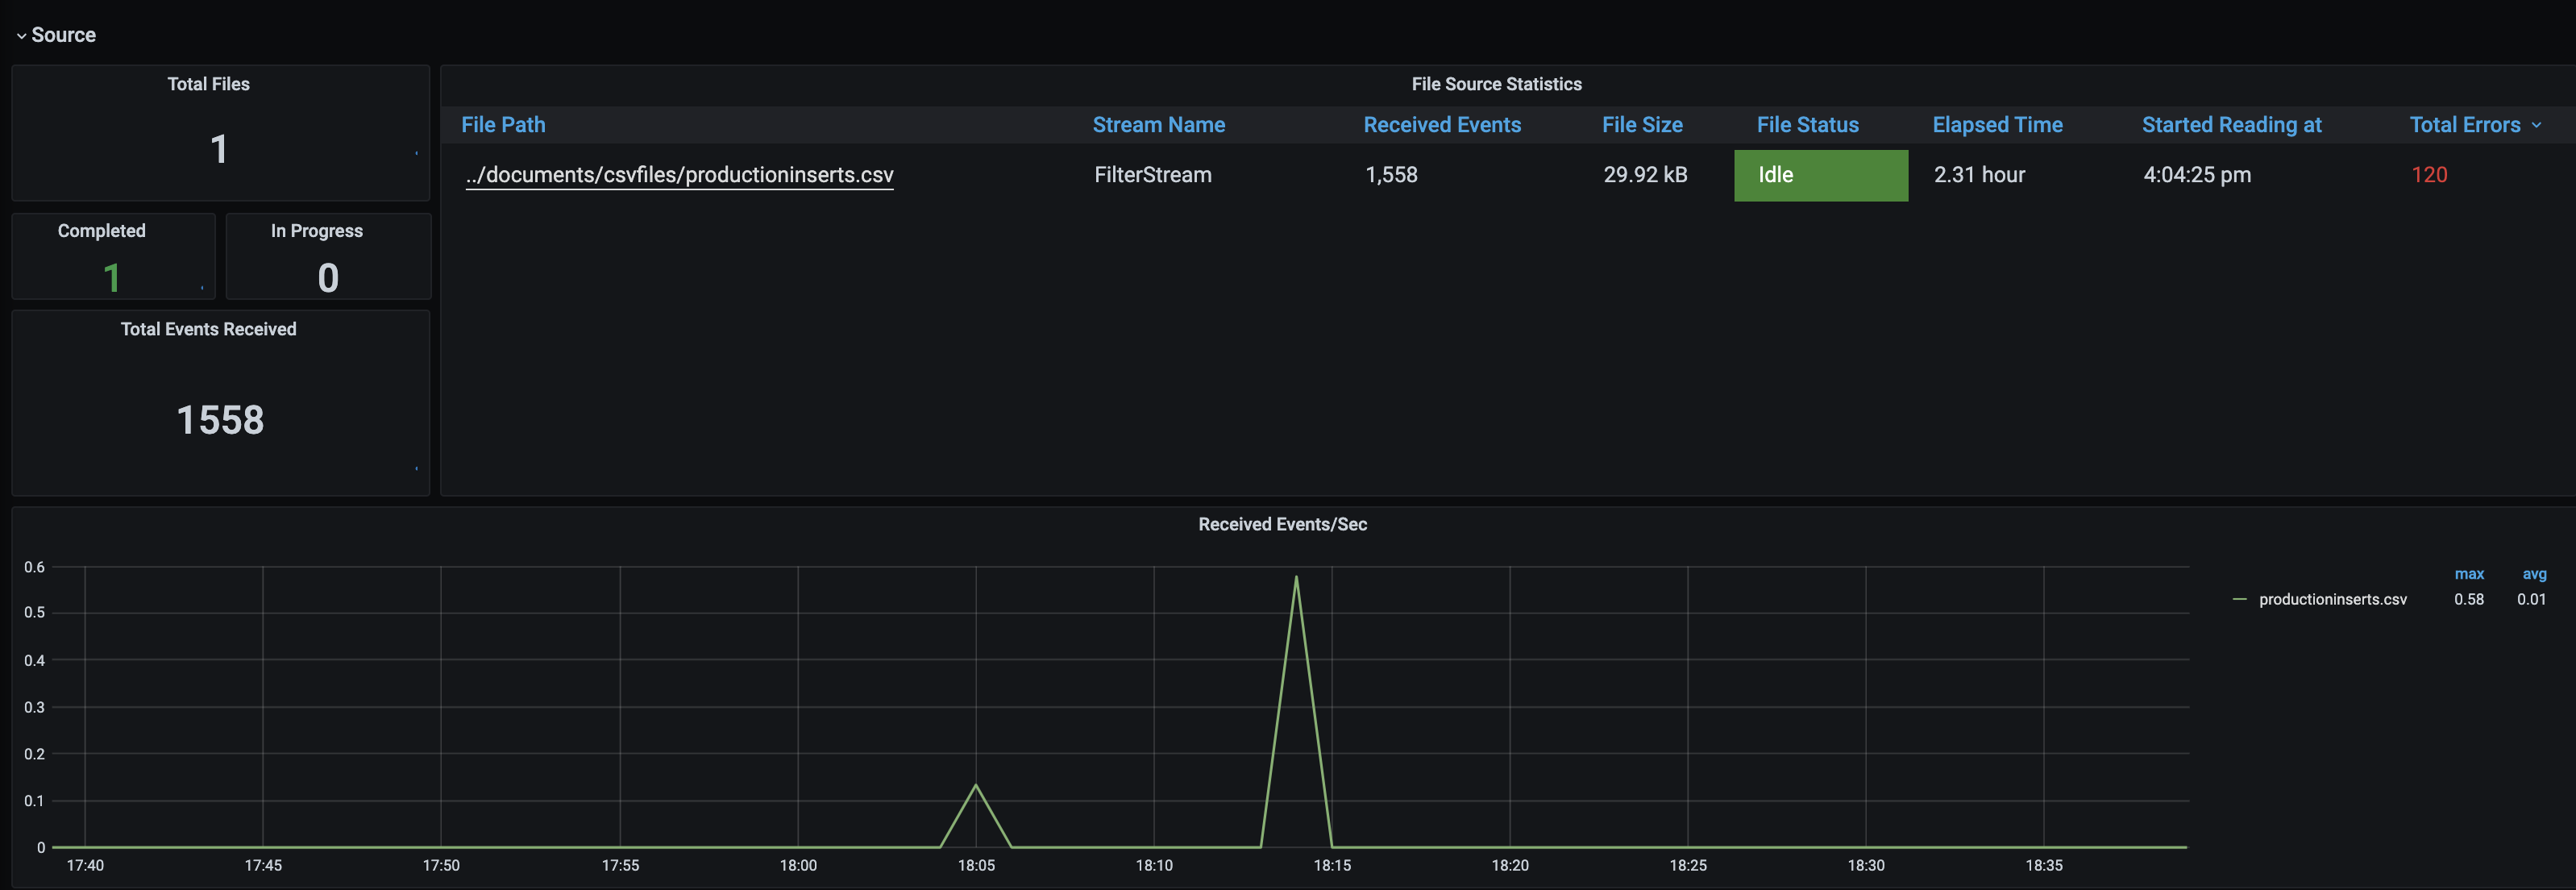 Source
Total Files
1
Completed
1
In Progress
0
Total Events Received
1558
File Source Statistics
File Path Stream Name Received Events File Size File Status Elapsed Time Started Reading at Total Errors
../documents/csvfiles/productioninserts.csv FilterStream 1,558 29.92 kB Idle 2.31 hour 4:04:25 pm 120
Received Events/Sec
0.6
0.5
0.4
0.3
0.2
0.1
0
17:40 17:45 17:50 17:55 18:00 18:05 18:10 18:15 18:20 18:25 18:30 18:35
max avg
productioninserts.csv 0.58 0.01